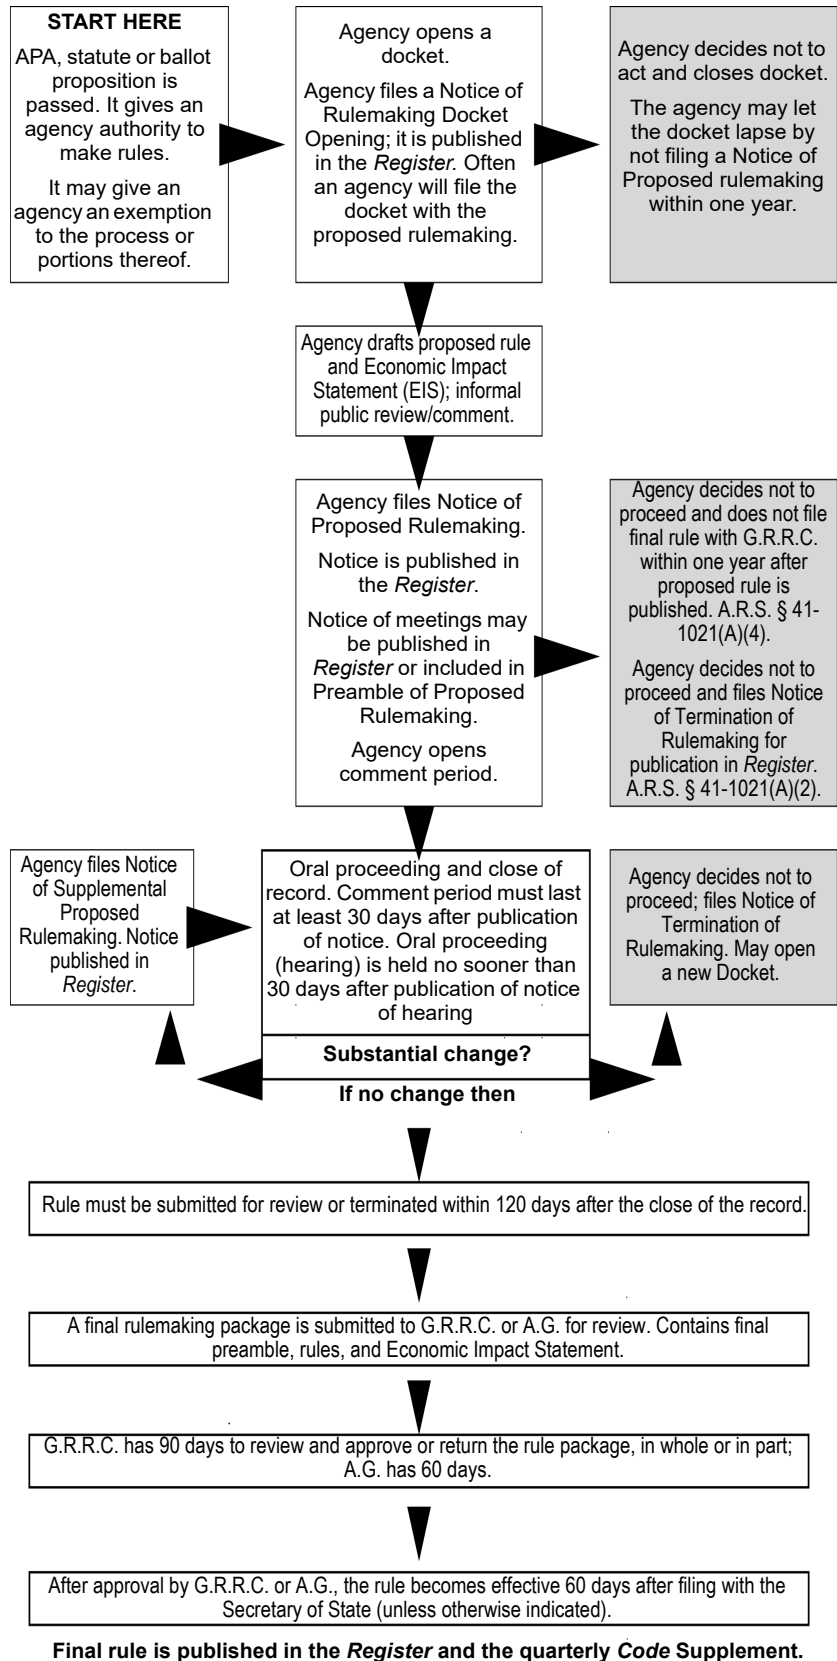 START HERE
APA, statute or ballot
proposition is
passed. It gives an
agency authority to
make rules.
It may give an
agency an exemption
to the process or
portions thereof.
Agency opens a
docket.
Agency files a Notice of
Rulemaking Docket
Opening; it is published
in the Register. Often
an agency will file the
docket with the
proposed rulemaking.
Agency decides not to
act and closes docket.
The agency may let
the docket lapse by
not filing a Notice of
Proposed rulemaking
within one year.
Agency drafts proposed rule
and Economic Impact
Statement (EIS); informal
public review/comment.
Agency files Notice of
Proposed Rulemaking.
Notice is published in
the Register.
Notice of meetings may
be published in
Register or included in
Preamble of Proposed
Rulemaking.
Agency opens
comment period.
Agency decides not to
proceed and does not file
final rule with G.R.R.C.
within one year after
proposed rule is
published. A.R.S. § 41-
1021(A)(4).
Agency decides not to
proceed and files Notice
of Termination of
Rulemaking for
publication in Register.
A.R.S. § 41-1021(A)(2).
Agency files Notice
of Supplemental
Proposed
Rulemaking. Notice
published in
Register.
Oral proceeding and close of
record. Comment period must last
at least 30 days after publication
of notice. Oral proceeding
(hearing) is held no sooner than
30 days after publication of notice
of hearing
Agency decides not to
proceed; files Notice of
Termination of
Rulemaking. May open
a new Docket.
Substantial change?
If no change then
Rule must be submitted for review or terminated within 120 days after the close of the record.
A final rulemaking package is submitted to G.R.R.C. or A.G. for review. Contains final
preamble, rules, and Economic Impact Statement.
G.R.R.C. has 90 days to review and approve or return the rule package, in whole or in part;
A.G. has 60 days.
After approval by G.R.R.C. or A.G., the rule becomes effective 60 days after filing with the
Secretary of State (unless otherwise indicated).
Final rule is published in the Register and the quarterly Code Supplement.